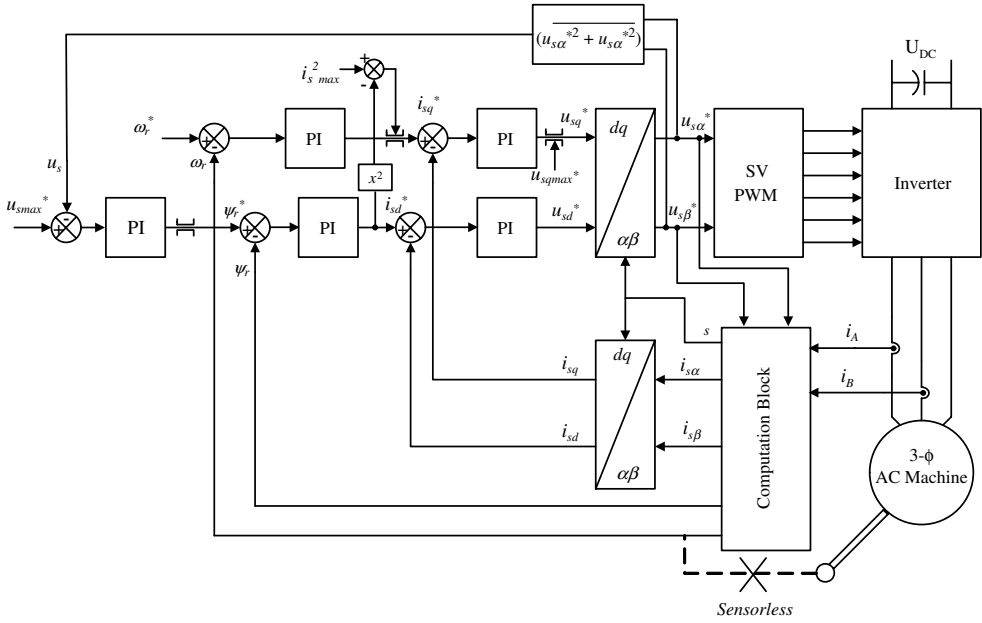 (u_sα*² + u_sα*²)
U_DC
i_s²max
+
-
i_sq*
u_sq*
u_sα*
ω_r*
+
-
PI
+
-
PI
dq
SV
PWM
Inverter
ω_r
u_s
x²
u_sqmax*
u_smax*
+
-
PI
ψ_r*
+
-
PI
i_sd*
+
-
PI
u_sd*
u_sβ*
αβ
ψ_r
s
i_A
dq
i_sq
i_sα
i_B
i_sd
i_sβ
αβ
Computation Block
3-ϕ
AC Machine
Sensorless